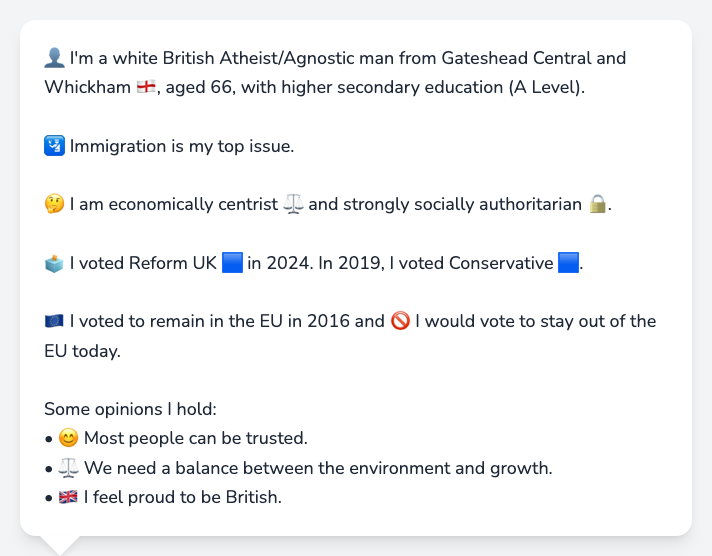 👤 I'm a white British Atheist/Agnostic man from Gateshead Central and
Whickham 🏴󠁧󠁢󠁥󠁮󠁧󠁿, aged 66, with higher secondary education (A Level).
🛂 Immigration is my top issue.
🤔 I am economically centrist ⚖️ and strongly socially authoritarian 🔒.
🗳️ I voted Reform UK 🟦 in 2024. In 2019, I voted Conservative 🟦.
🇪🇺 I voted to remain in the EU in 2016 and 🚫 I would vote to stay out of the
EU today.
Some opinions I hold:
• 😊 Most people can be trusted.
• ⚖️ We need a balance between the environment and growth.
• 🇬🇧 I feel proud to be British.